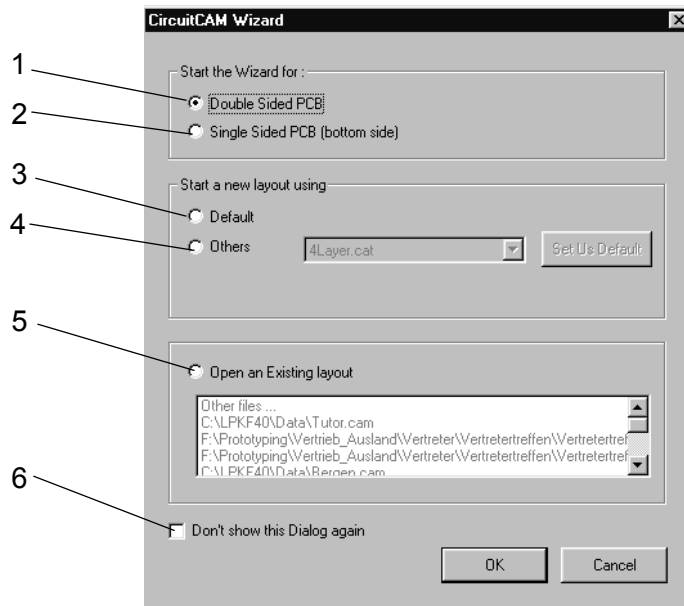 CircuitCAM Wizard
Start the Wizard for :
1
Double Sided PCB
2
Single Sided PCB (bottom side)
Start a new layout using
3
Default
4
Others
4Layer.cat
Set Us Default
5
Open an Existing layout
Other files ...
C:\LPKF40\Data\Tutor.cam
F:\Prototyping\Vertrieb_Ausland\Vertreter\Vertretertreffen\Vertretertref
F:\Prototyping\Vertrieb_Ausland\Vertreter\Vertretertreffen\Vertretertref
C:\LPKF40\Data\Bergen.cam
6
Don't show this Dialog again
OK
Cancel